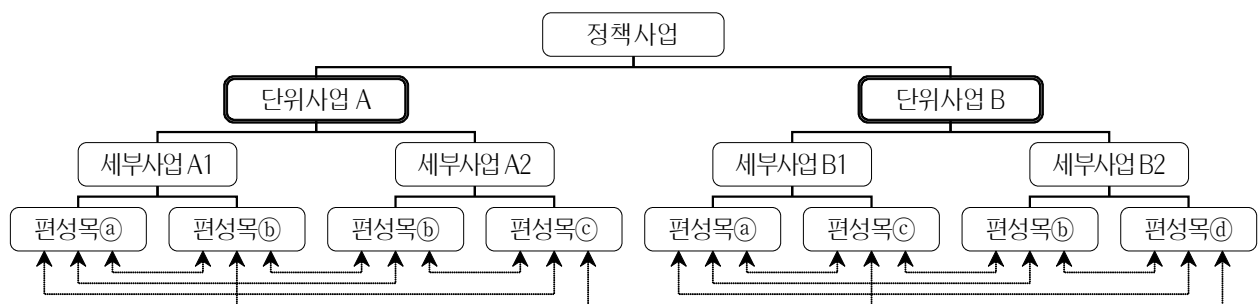 정책사업
단위사업 A
단위사업 B
세부사업 A1
세부사업 A2
세부사업 B1
세부사업 B2
편성목ⓐ
편성목ⓑ
편성목ⓑ
편성목ⓒ
편성목ⓐ
편성목ⓒ
편성목ⓑ
편성목ⓓ